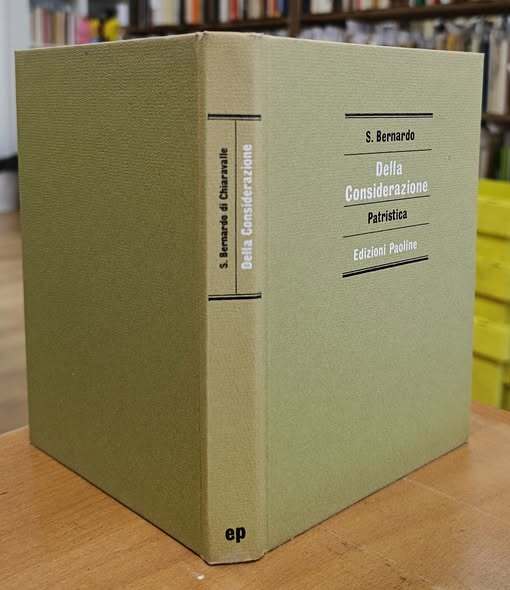 S. Bernardo di Chiaravalle
Della Considerazione
ep
S. Bernardo
Della
Considerazione
Patristica
Edizioni Paoline